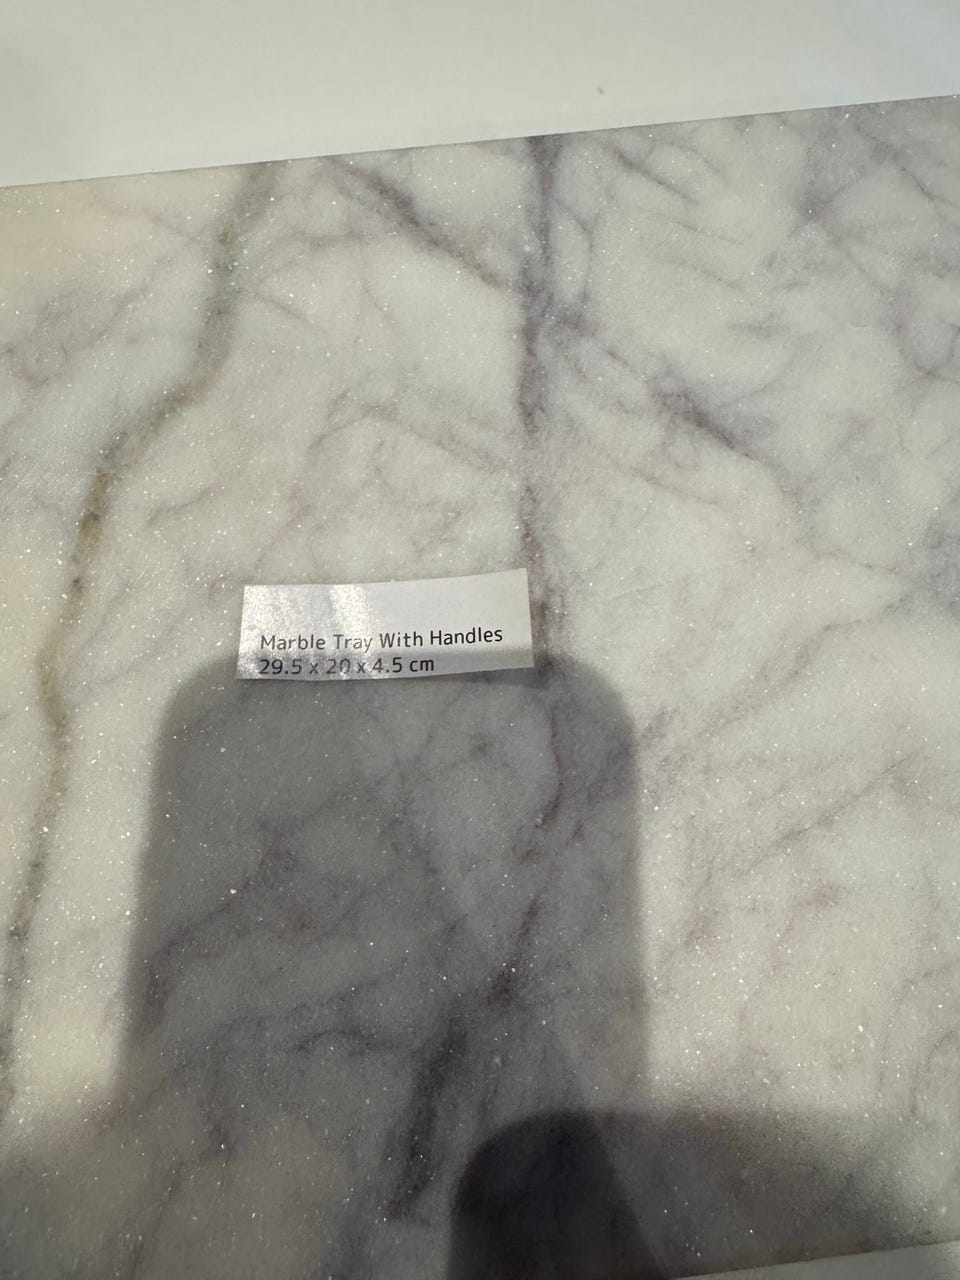 Marble Tray With Handles
29.5 x 20 x 4.5 cm